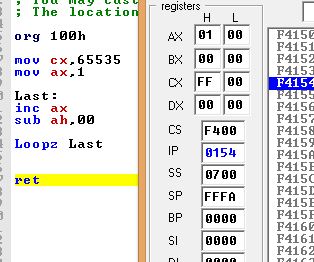 ; You may cust
; The location
org 100h
mov cx,65535
mov ax,1
Last:
inc ax
sub ah,00
Loopz Last
ret
registers
H L
AX 01 00
BX 00 00
CX FF 00
DX 00 00
CS F400
IP 0154
SS 0700
SP FFFA
BP 0000
SI 0000
DI
F4150
F4151
F4152
F4153
F4154
F4155
F4156
F4157
F4158
F4159
F415A
F415B
F415C
F415D
F415E
F415F
F4160
F4161
F4162